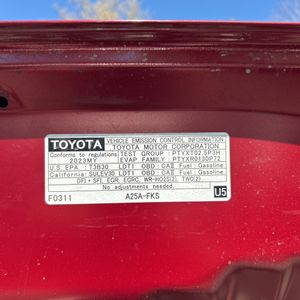 TOYOTA VEHICLE EMISSION CONTROL INFORMATION
TOYOTA MOTOR CORPORATION
Conforms to regulations : TEST GROUP : PTYXT02.5P3H
2023MY EVAP FAMILY : PTYXR0130P72
U.S.EPA : T3B30 LDT1 OBD : CAII Fuel : Gasoline
California: SULEV30 LDT1 OBD : CAII Fuel : Gasoline
DFI + SFI, EGR, EGRC, WR-HO2S(2), TWC(2)
No adjustments needed.
F0311 A25A-FKS U5